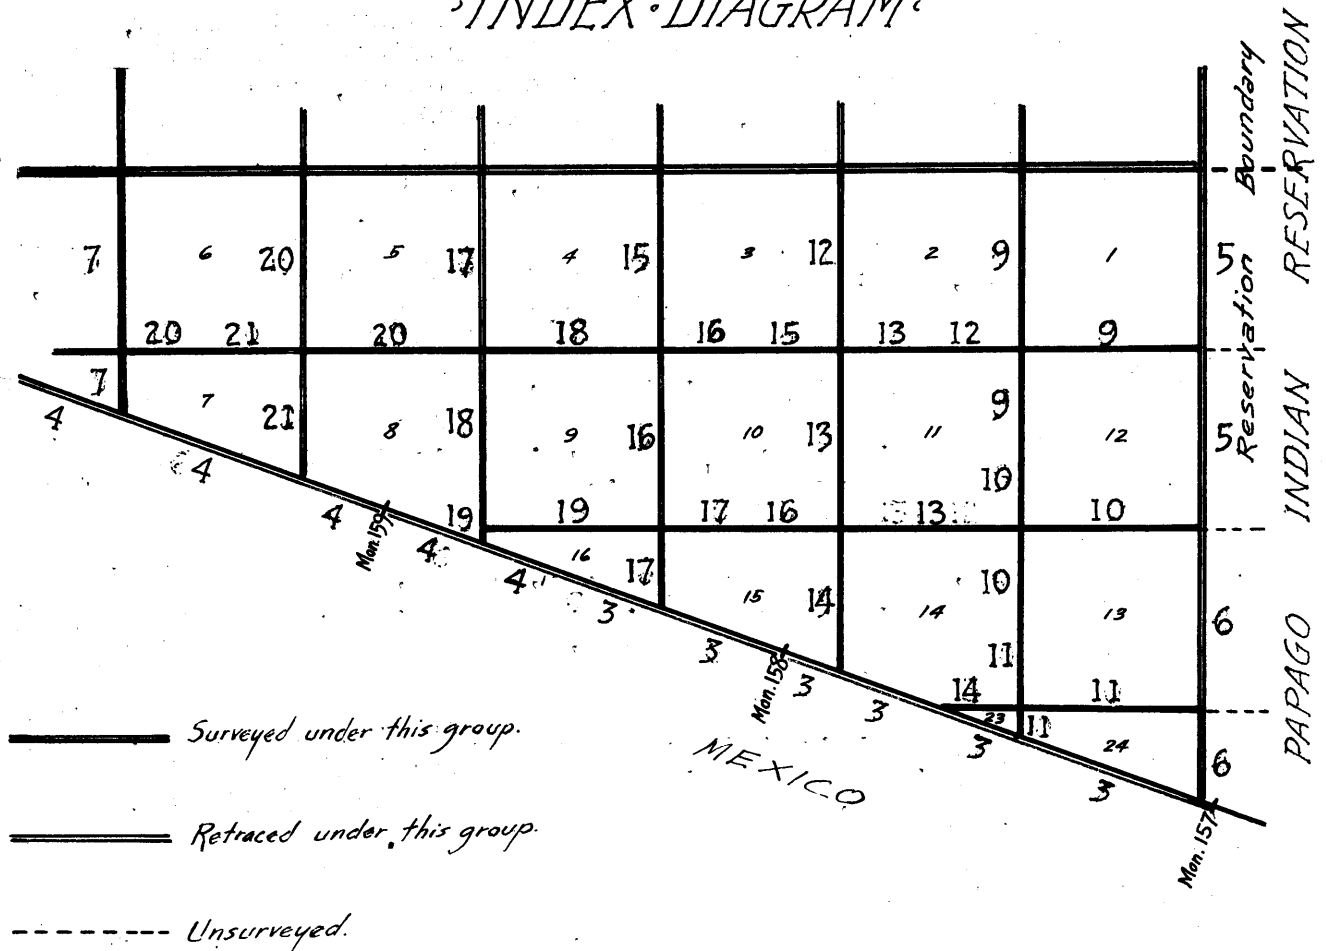 INDEX·DIAGRAM
Boundary
RESERVATION
7 6 20 5 17 4 15 3 12 2 9 1 5
Reservation
20 21 20 18 16 15 13 12 9
7 7 21 8 18 9 16 10 13 11 9 12 5
INDIAN
4 4 4 Mon. 159 4 4 3 3 Mon. 158 3 3 3 3
10
19 19 17 16 13 10
16 17 15 14 14 10 13 6
11
14 11
23 11 24 6
PAPAGO
MEXICO
Mon. 157
Surveyed under this group.
Retraced under this group.
Unsurveyed.